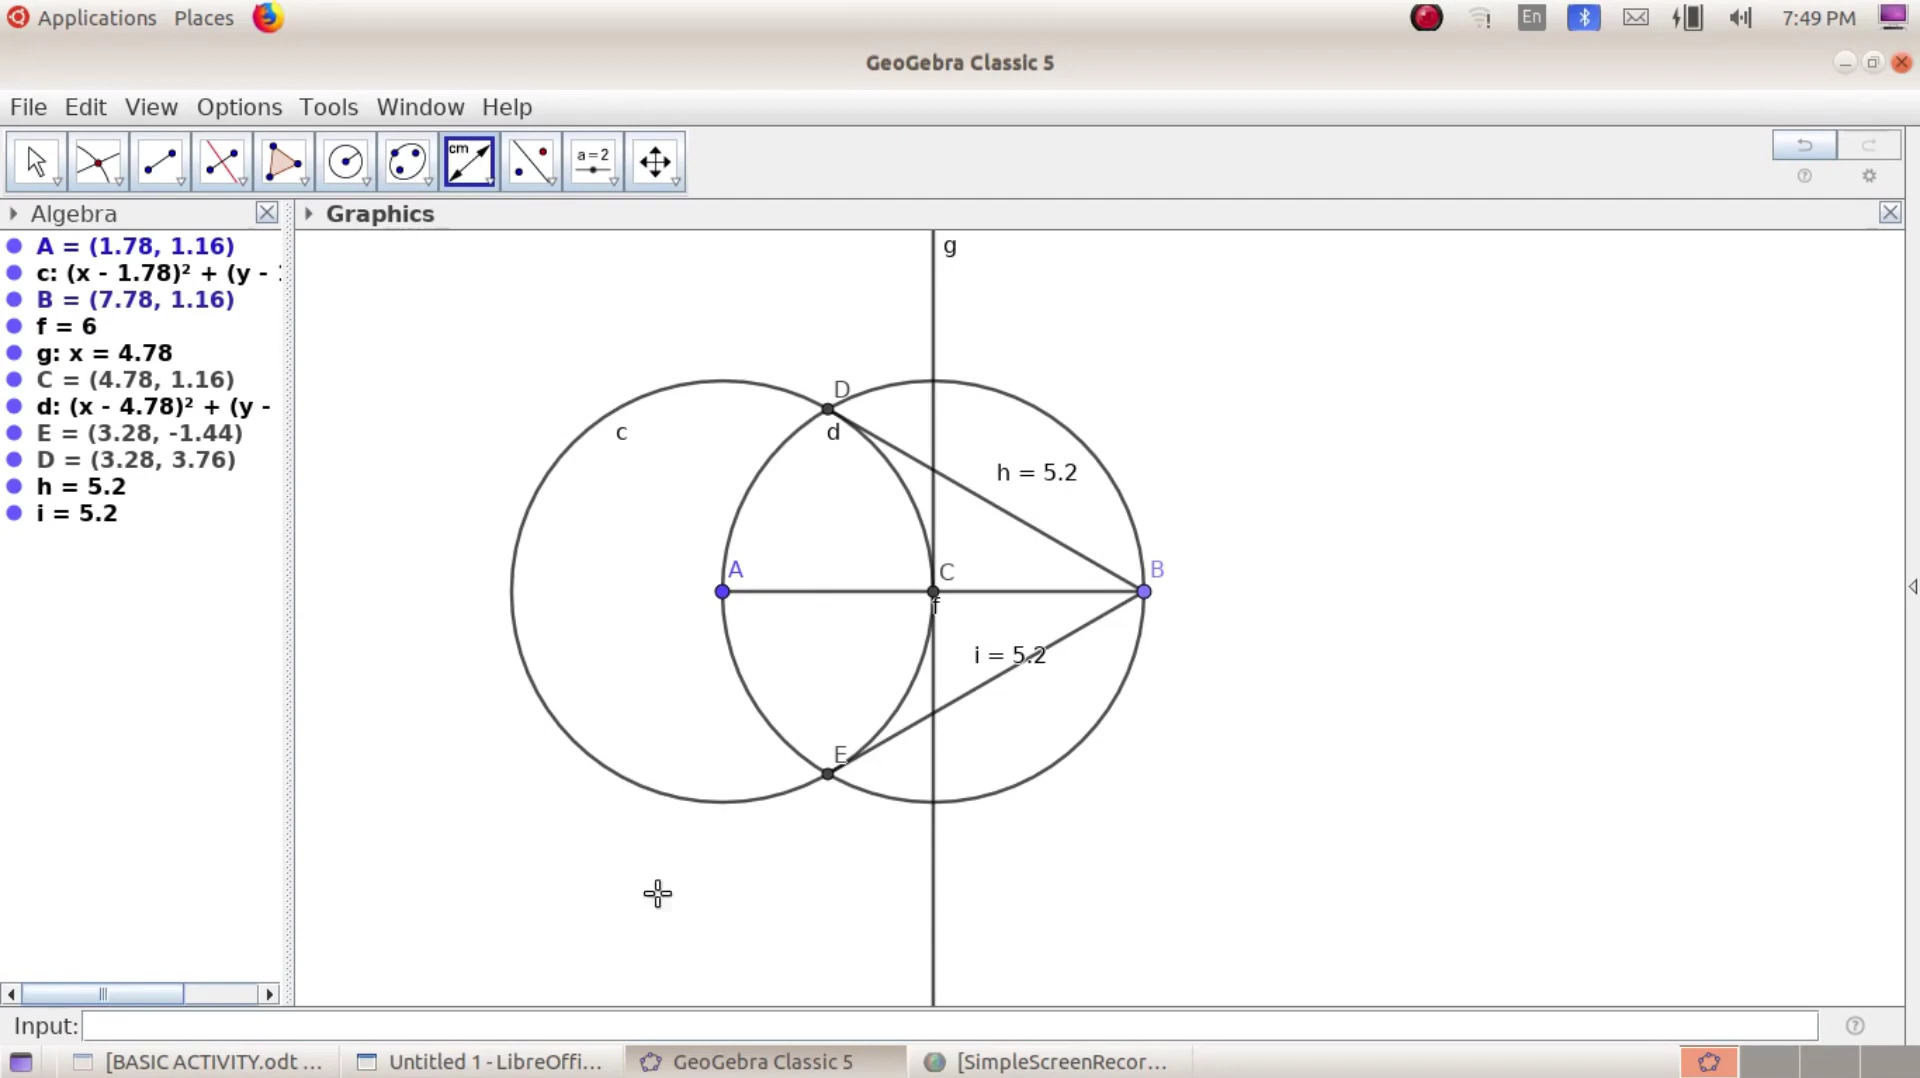 Applications Places
En
7:49 PM
GeoGebra Classic 5
File Edit View Options Tools Window Help
cm
a=2
Algebra
Graphics
A = (1.78, 1.16)
c: (x - 1.78)² + (y -
B = (7.78, 1.16)
f = 6
g: x = 4.78
C = (4.78, 1.16)
d: (x - 4.78)² + (y -
E = (3.28, -1.44)
D = (3.28, 3.76)
h = 5.2
i = 5.2
g
D
c
d
h = 5.2
A
C
B
f
i = 5.2
E
Input:
[BASIC ACTIVITY.odt ...
Untitled 1 - LibreOffi...
GeoGebra Classic 5
[SimpleScreenRecor...